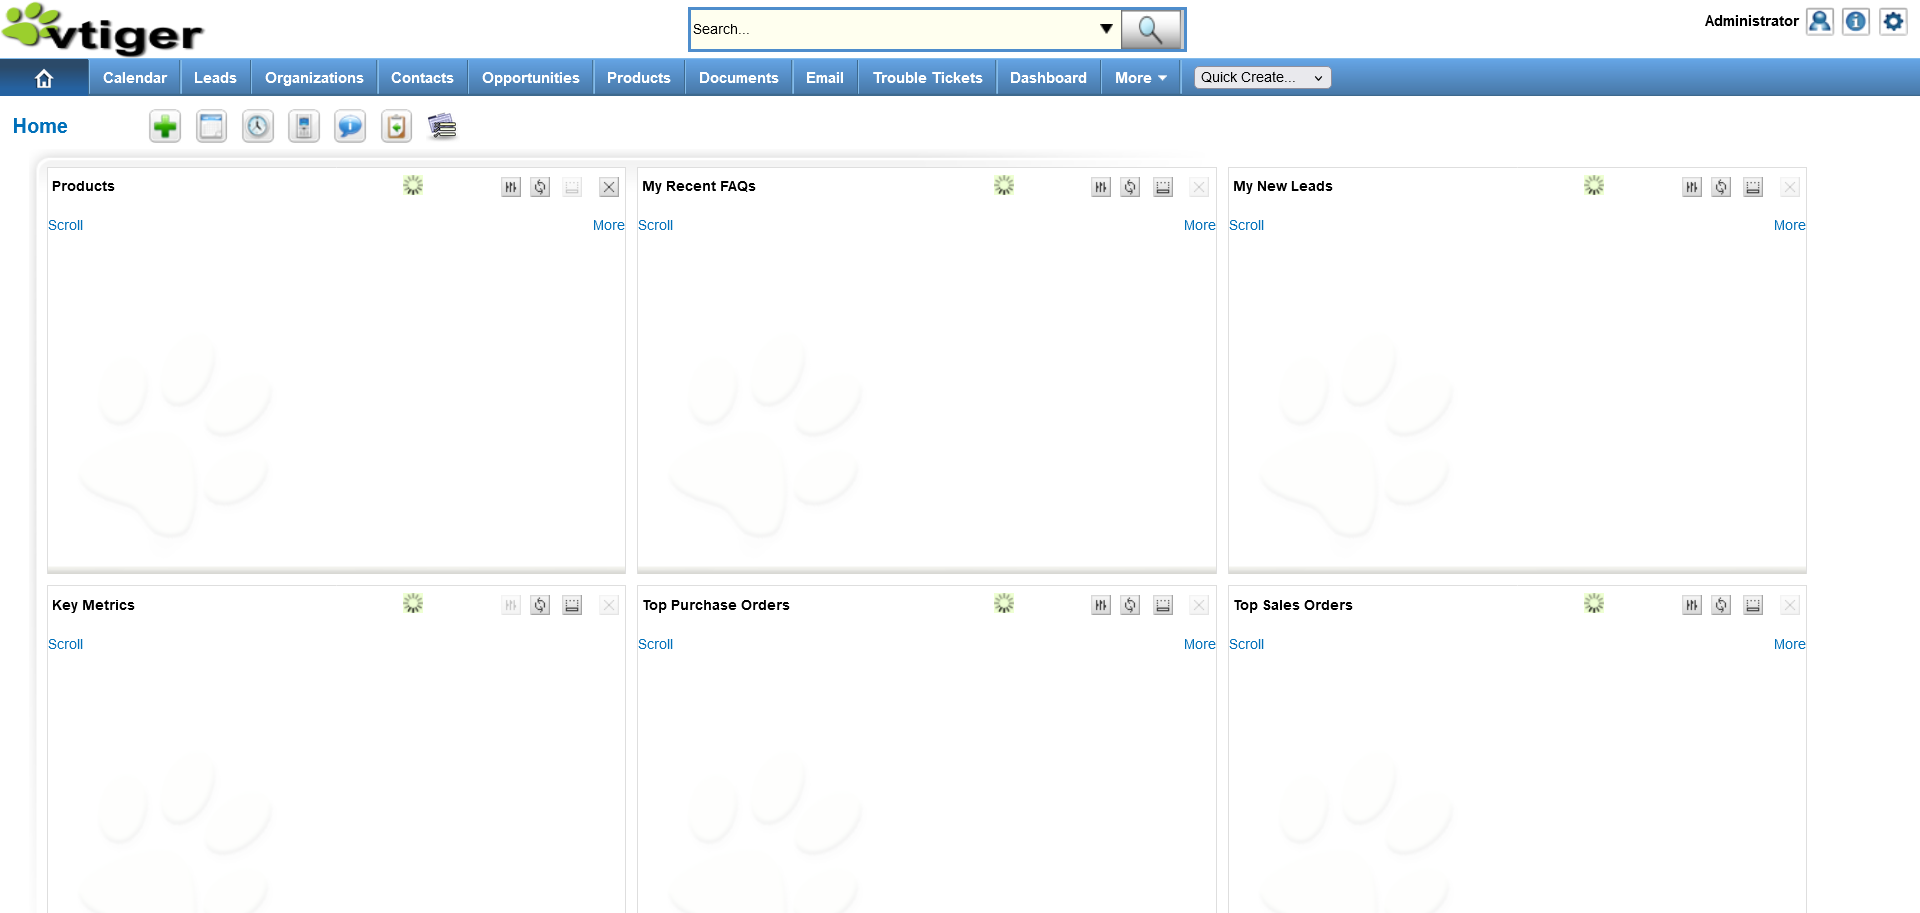 vtiger
Search...
Administrator
Calendar Leads Organizations Contacts Opportunities Products Documents Email Trouble Tickets Dashboard More Quick Create...
Home
Products My Recent FAQs My New Leads
Scroll More Scroll More Scroll More
Key Metrics Top Purchase Orders Top Sales Orders
Scroll Scroll More Scroll More